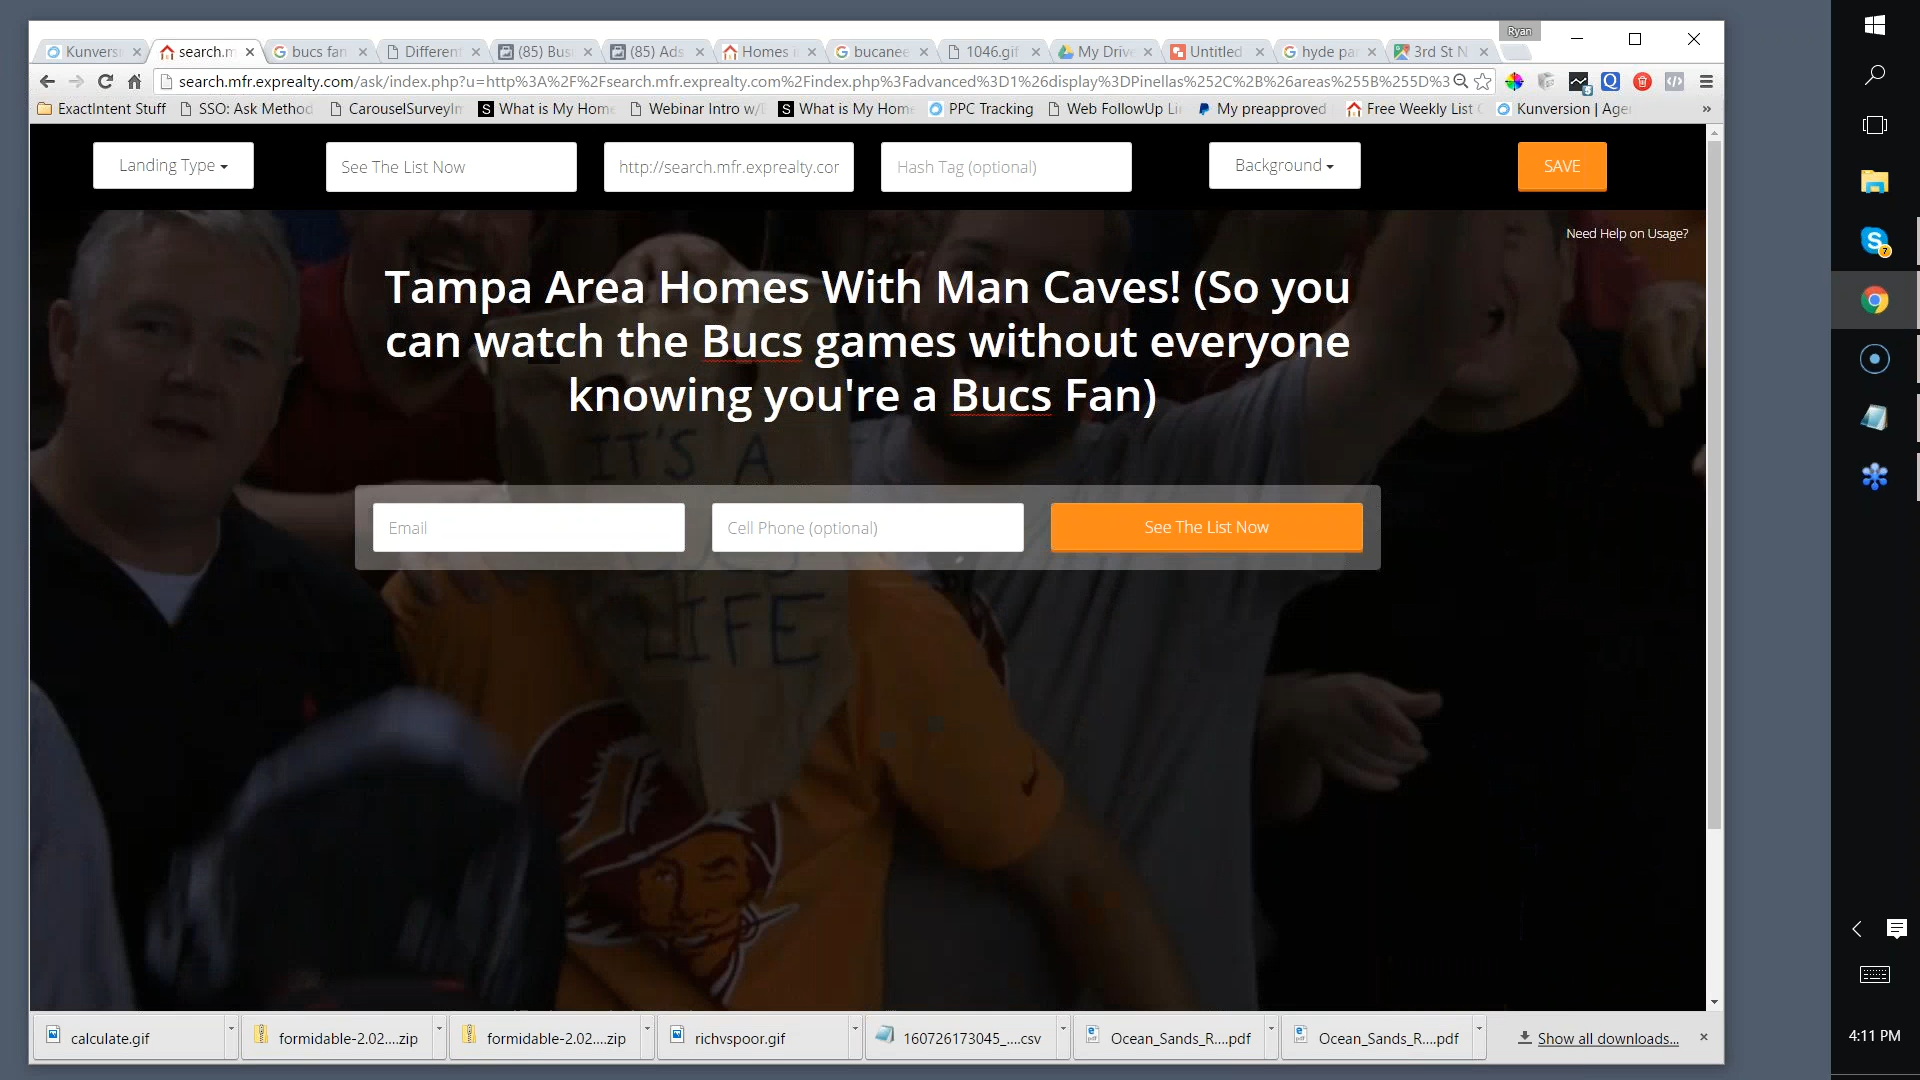 Ryan
Kunversi
search.m
bucs fan
Different
(85) Bus
(85) Ads
Homes i
bucanee
1046.gif
My Drive
Untitled
hyde pa
3rd St N
search.mfr.exprealty.com/ask/index.php?u=http%3A%2F%2Fsearch.mfr.exprealty.com%2Findex.php%3Fadvanced%3D1%26display%3DPinellas%252C%2B%26areas%255B%255D%3
ExactIntent Stuff
SSO: Ask Method
CarouselSurveyIm
What is My Home
Webinar Intro w/
What is My Home
PPC Tracking
Web FollowUp Li
My preapproved
Free Weekly List
Kunversion | Age
»
Landing Type
See The List Now
http://search.mfr.exprealty.cor
Hash Tag (optional)
Background
SAVE
Need Help on Usage?
Tampa Area Homes With Man Caves! (So you
can watch the Bucs games without everyone
knowing you're a Bucs Fan)
IT'S A
Email
Cell Phone (optional)
See The List Now
LIFE
calculate.gif
formidable-2.02....zip
formidable-2.02....zip
richvspoor.gif
160726173045_....csv
Ocean_Sands_R....pdf
Ocean_Sands_R....pdf
Show all downloads...
7
4:11 PM